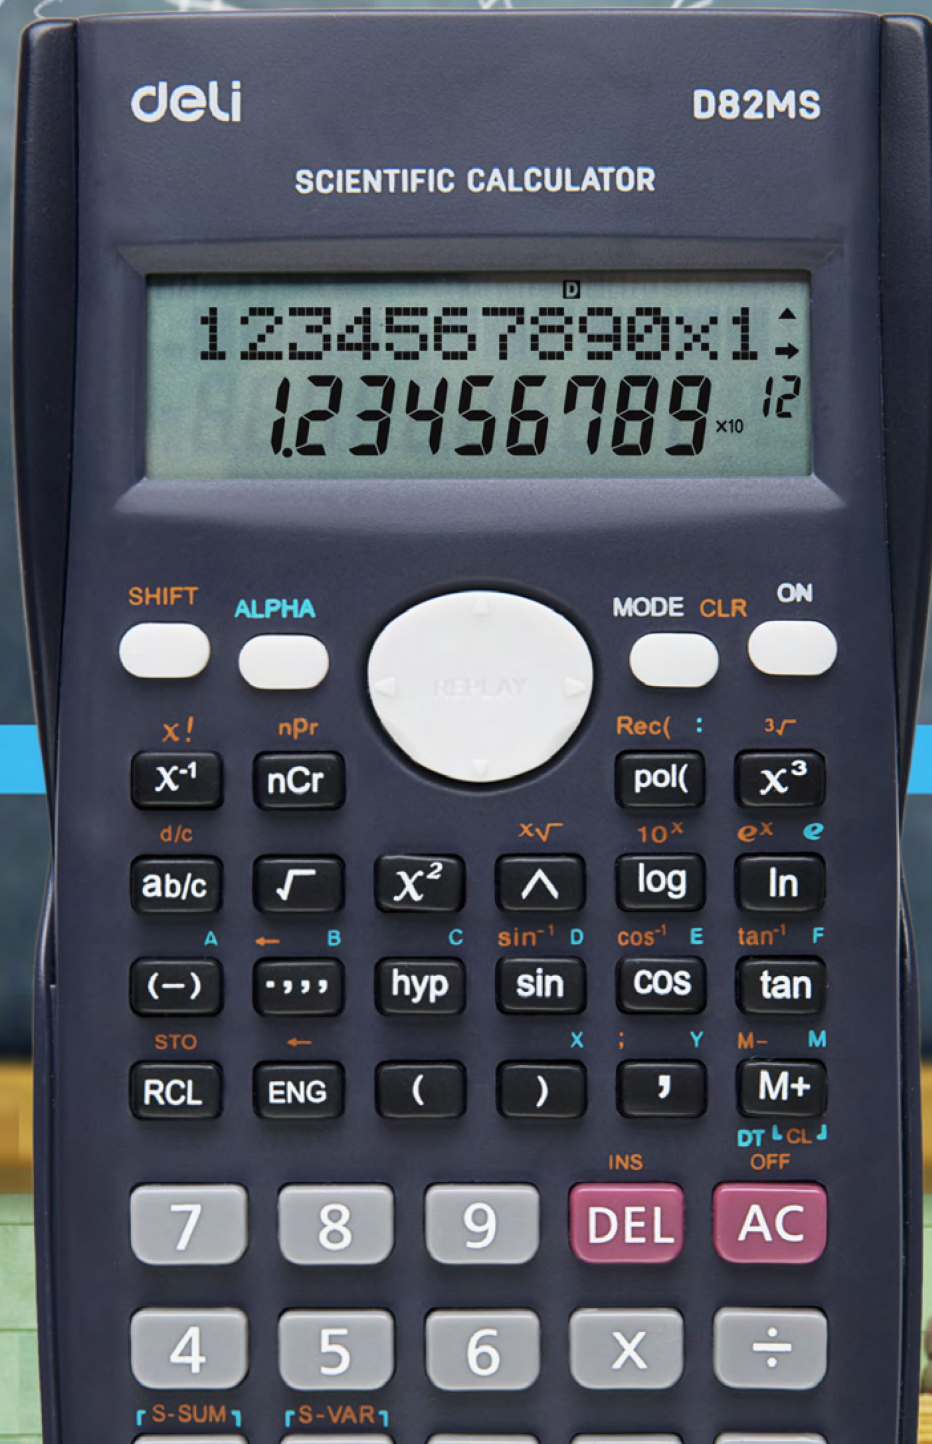 deli D82MS
SCIENTIFIC CALCULATOR
D
1234567890x1
1.23456789 ×10 12
SHIFT ALPHA MODE CLR ON
REPLAY
x! nPr Rec( : ³√
X⁻¹ nCr pol( X³
d/c x√ 10ˣ eˣ e
ab/c √ X² ^ log ln
A ← B C sin⁻¹ D cos⁻¹ E tan⁻¹ F
(−) ·,,, hyp sin cos tan
STO ← X ; Y M− M
RCL ENG ( ) , M+
DT CL
INS OFF
7 8 9 DEL AC
4 5 6 X ÷
S-SUM S-VAR